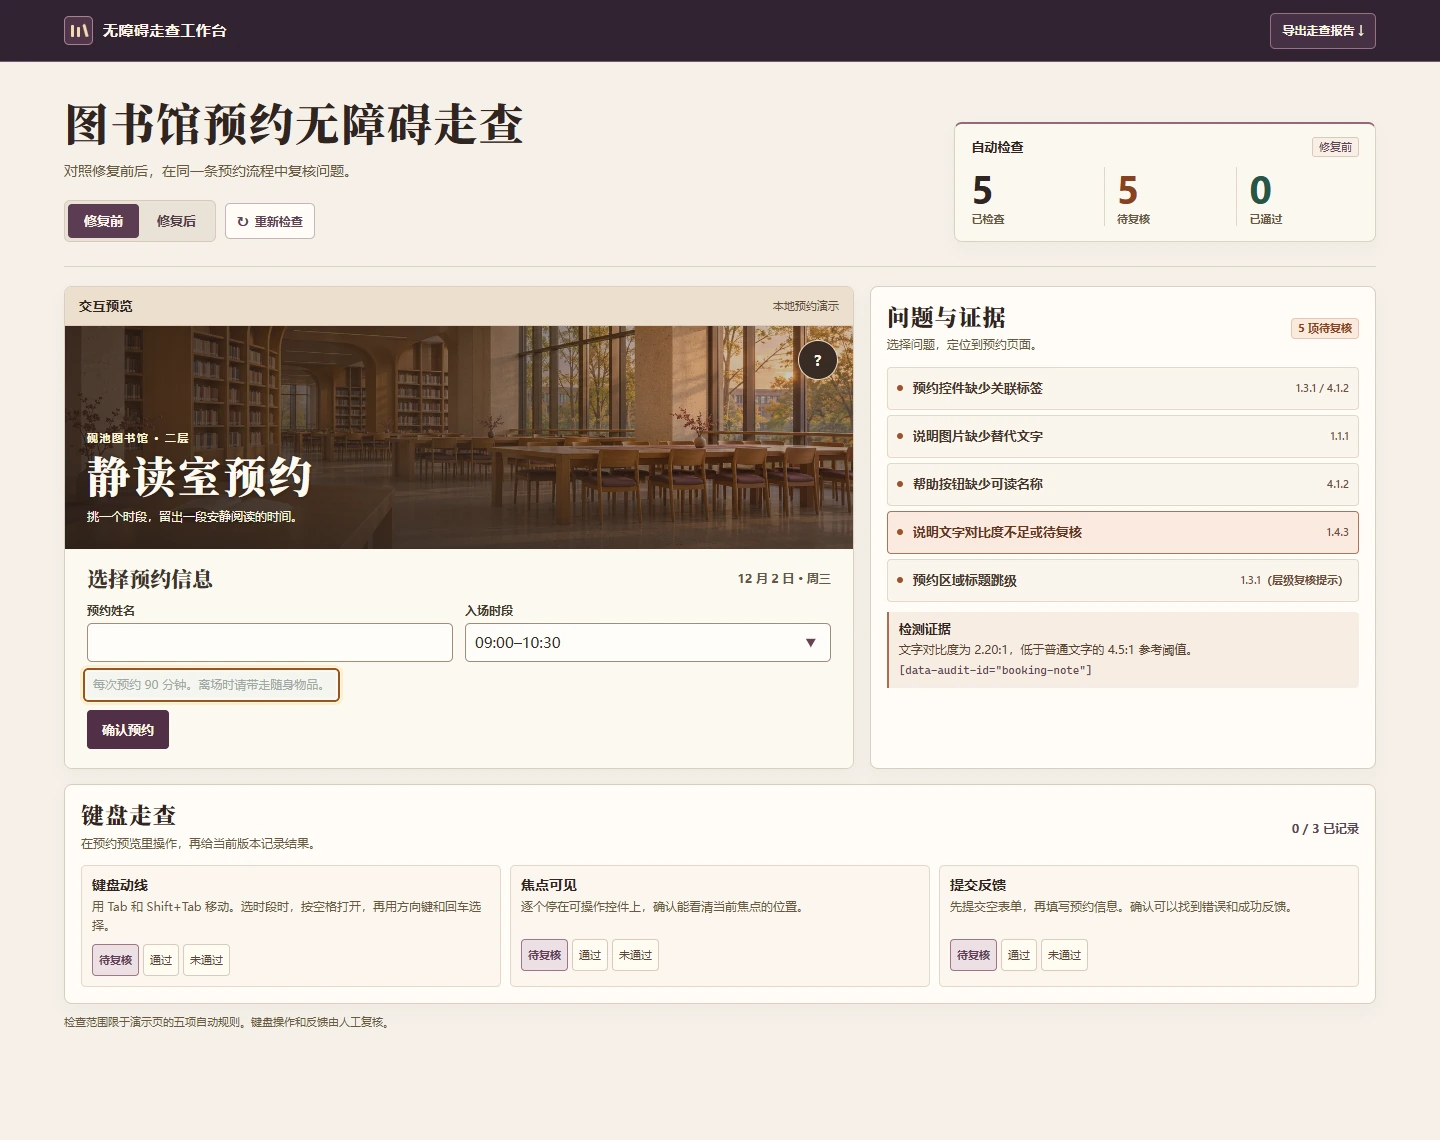 无障碍走查工作台
导出走查报告 ↓
图书馆预约无障碍走查
对照修复前后，在同一条预约流程中复核问题。
修复前
修复后
↻ 重新检查
自动检查
修复前
5
已检查
5
待复核
0
已通过
交互预览
本地预约演示
?
砚池图书馆 • 二层
静读室预约
挑一个时段，留出一段安静阅读的时间。
选择预约信息
12 月 2 日 • 周三
预约姓名
入场时段
09:00–10:30
每次预约 90 分钟。离场时请带走随身物品。
确认预约
问题与证据
选择问题，定位到预约页面。
5 项待复核
预约控件缺少关联标签
1.3.1 / 4.1.2
说明图片缺少替代文字
1.1.1
帮助按钮缺少可读名称
4.1.2
说明文字对比度不足或待复核
1.4.3
预约区域标题跳级
1.3.1（层级复核提示）
检测证据
文字对比度为 2.20:1，低于普通文字的 4.5:1 参考阈值。
[data-audit-id="booking-note"]
键盘走查
在预约预览里操作，再给当前版本记录结果。
0 / 3 已记录
键盘动线
用 Tab 和 Shift+Tab 移动。选时段时，按空格打开，再用方向键和回车选
择。
待复核
通过
未通过
焦点可见
逐个停在可操作控件上，确认能看清当前焦点的位置。
待复核
通过
未通过
提交反馈
先提交空表单，再填写预约信息。确认可以找到错误和成功反馈。
待复核
通过
未通过
检查范围限于演示页的五项自动规则。键盘操作和反馈由人工复核。